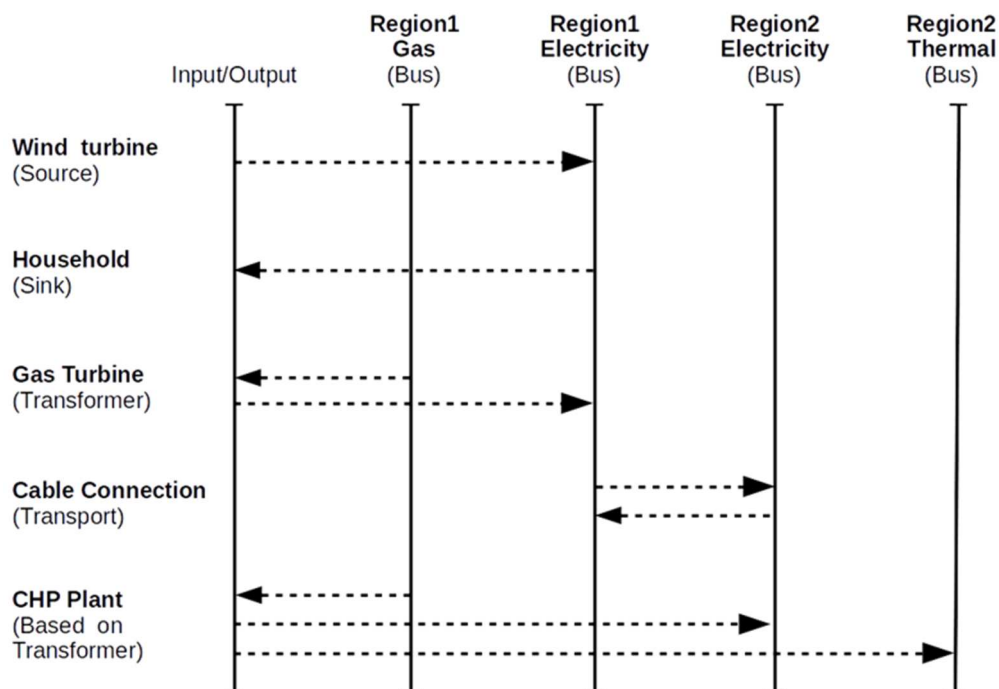 Region1
Gas
(Bus)
Region1
Electricity
(Bus)
Region2
Electricity
(Bus)
Region2
Thermal
(Bus)
Input/Output
Wind turbine
(Source)
Household
(Sink)
Gas Turbine
(Transformer)
Cable Connection
(Transport)
CHP Plant
(Based on
Transformer)